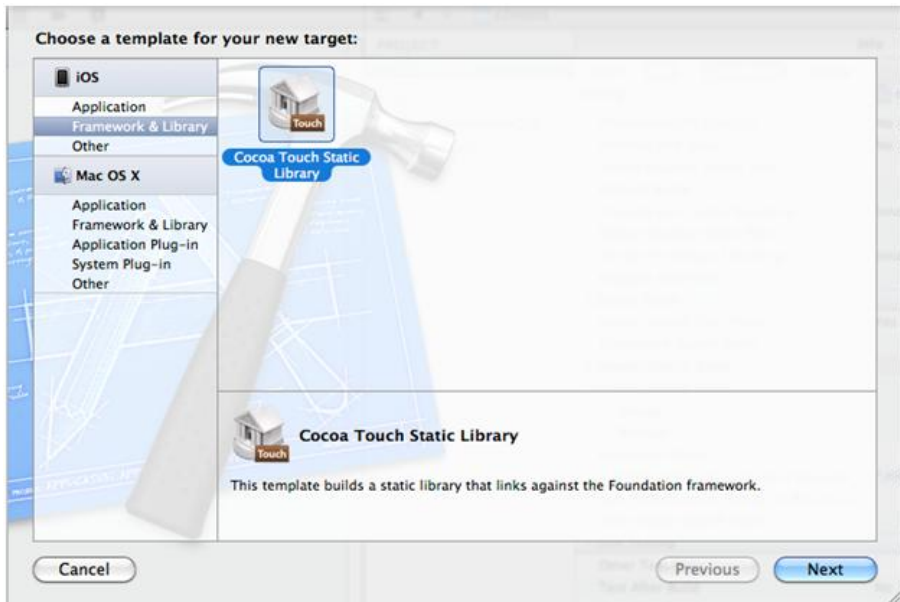 Choose a template for your new target:
iOS
Application
Framework & Library
Other
Mac OS X
Application
Framework & Library
Application Plug-in
System Plug-in
Other
Touch
Cocoa Touch Static
Library
Touch
Cocoa Touch Static Library
This template builds a static library that links against the Foundation framework.
Cancel
Previous
Next